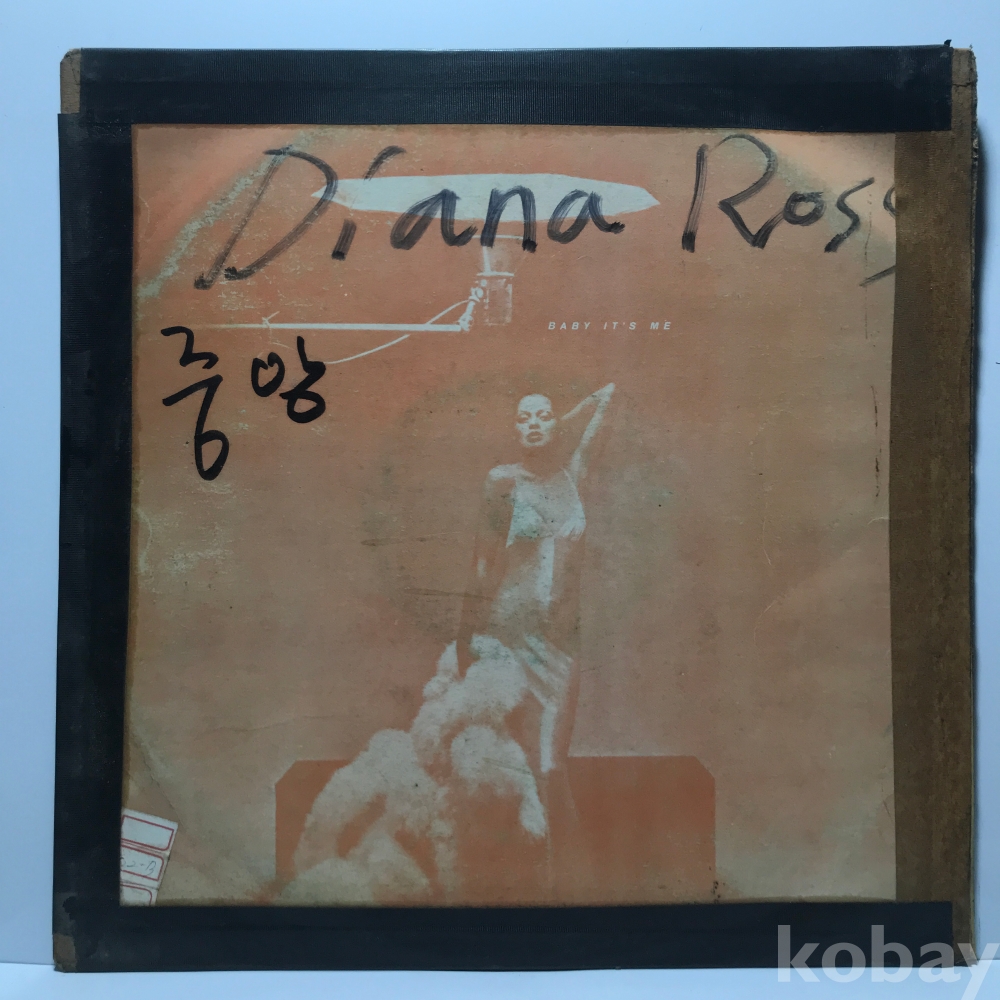 Diana Ross
BABY IT'S ME
중앙
kobay